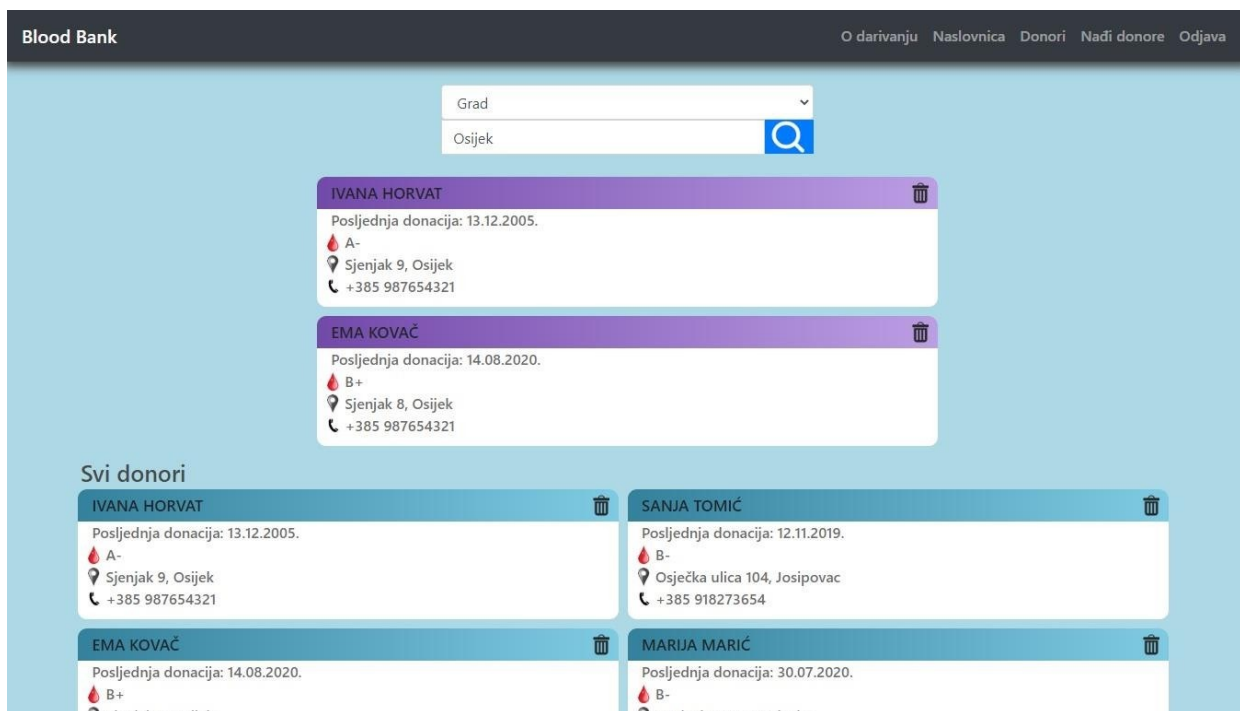 Blood Bank
O darivanju Naslovnica Donori Nađi donore Odjava
Grad
Osijek
IVANA HORVAT
Posljednja donacija: 13.12.2005.
A-
Sjenjak 9, Osijek
+385 987654321
EMA KOVAČ
Posljednja donacija: 14.08.2020.
B+
Sjenjak 8, Osijek
+385 987654321
Svi donori
IVANA HORVAT
Posljednja donacija: 13.12.2005.
A-
Sjenjak 9, Osijek
+385 987654321
SANJA TOMIĆ
Posljednja donacija: 12.11.2019.
B-
Osječka ulica 104, Josipovac
+385 918273654
EMA KOVAČ
Posljednja donacija: 14.08.2020.
B+
MARIJA MARIĆ
Posljednja donacija: 30.07.2020.
B-